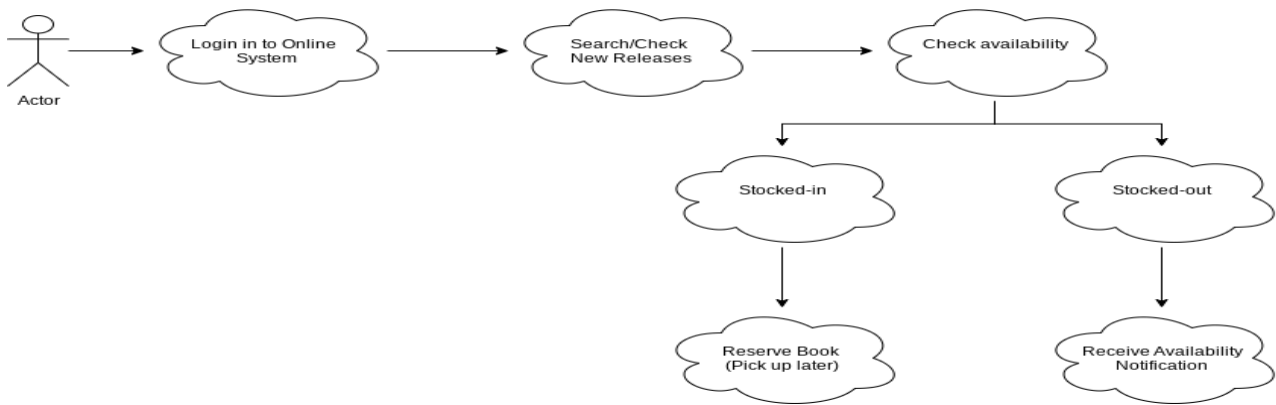 Login in to Online
System
Search/Check
New Releases
Check availability
Actor
Stocked-in
Stocked-out
Reserve Book
(Pick up later)
Receive Availability
Notification